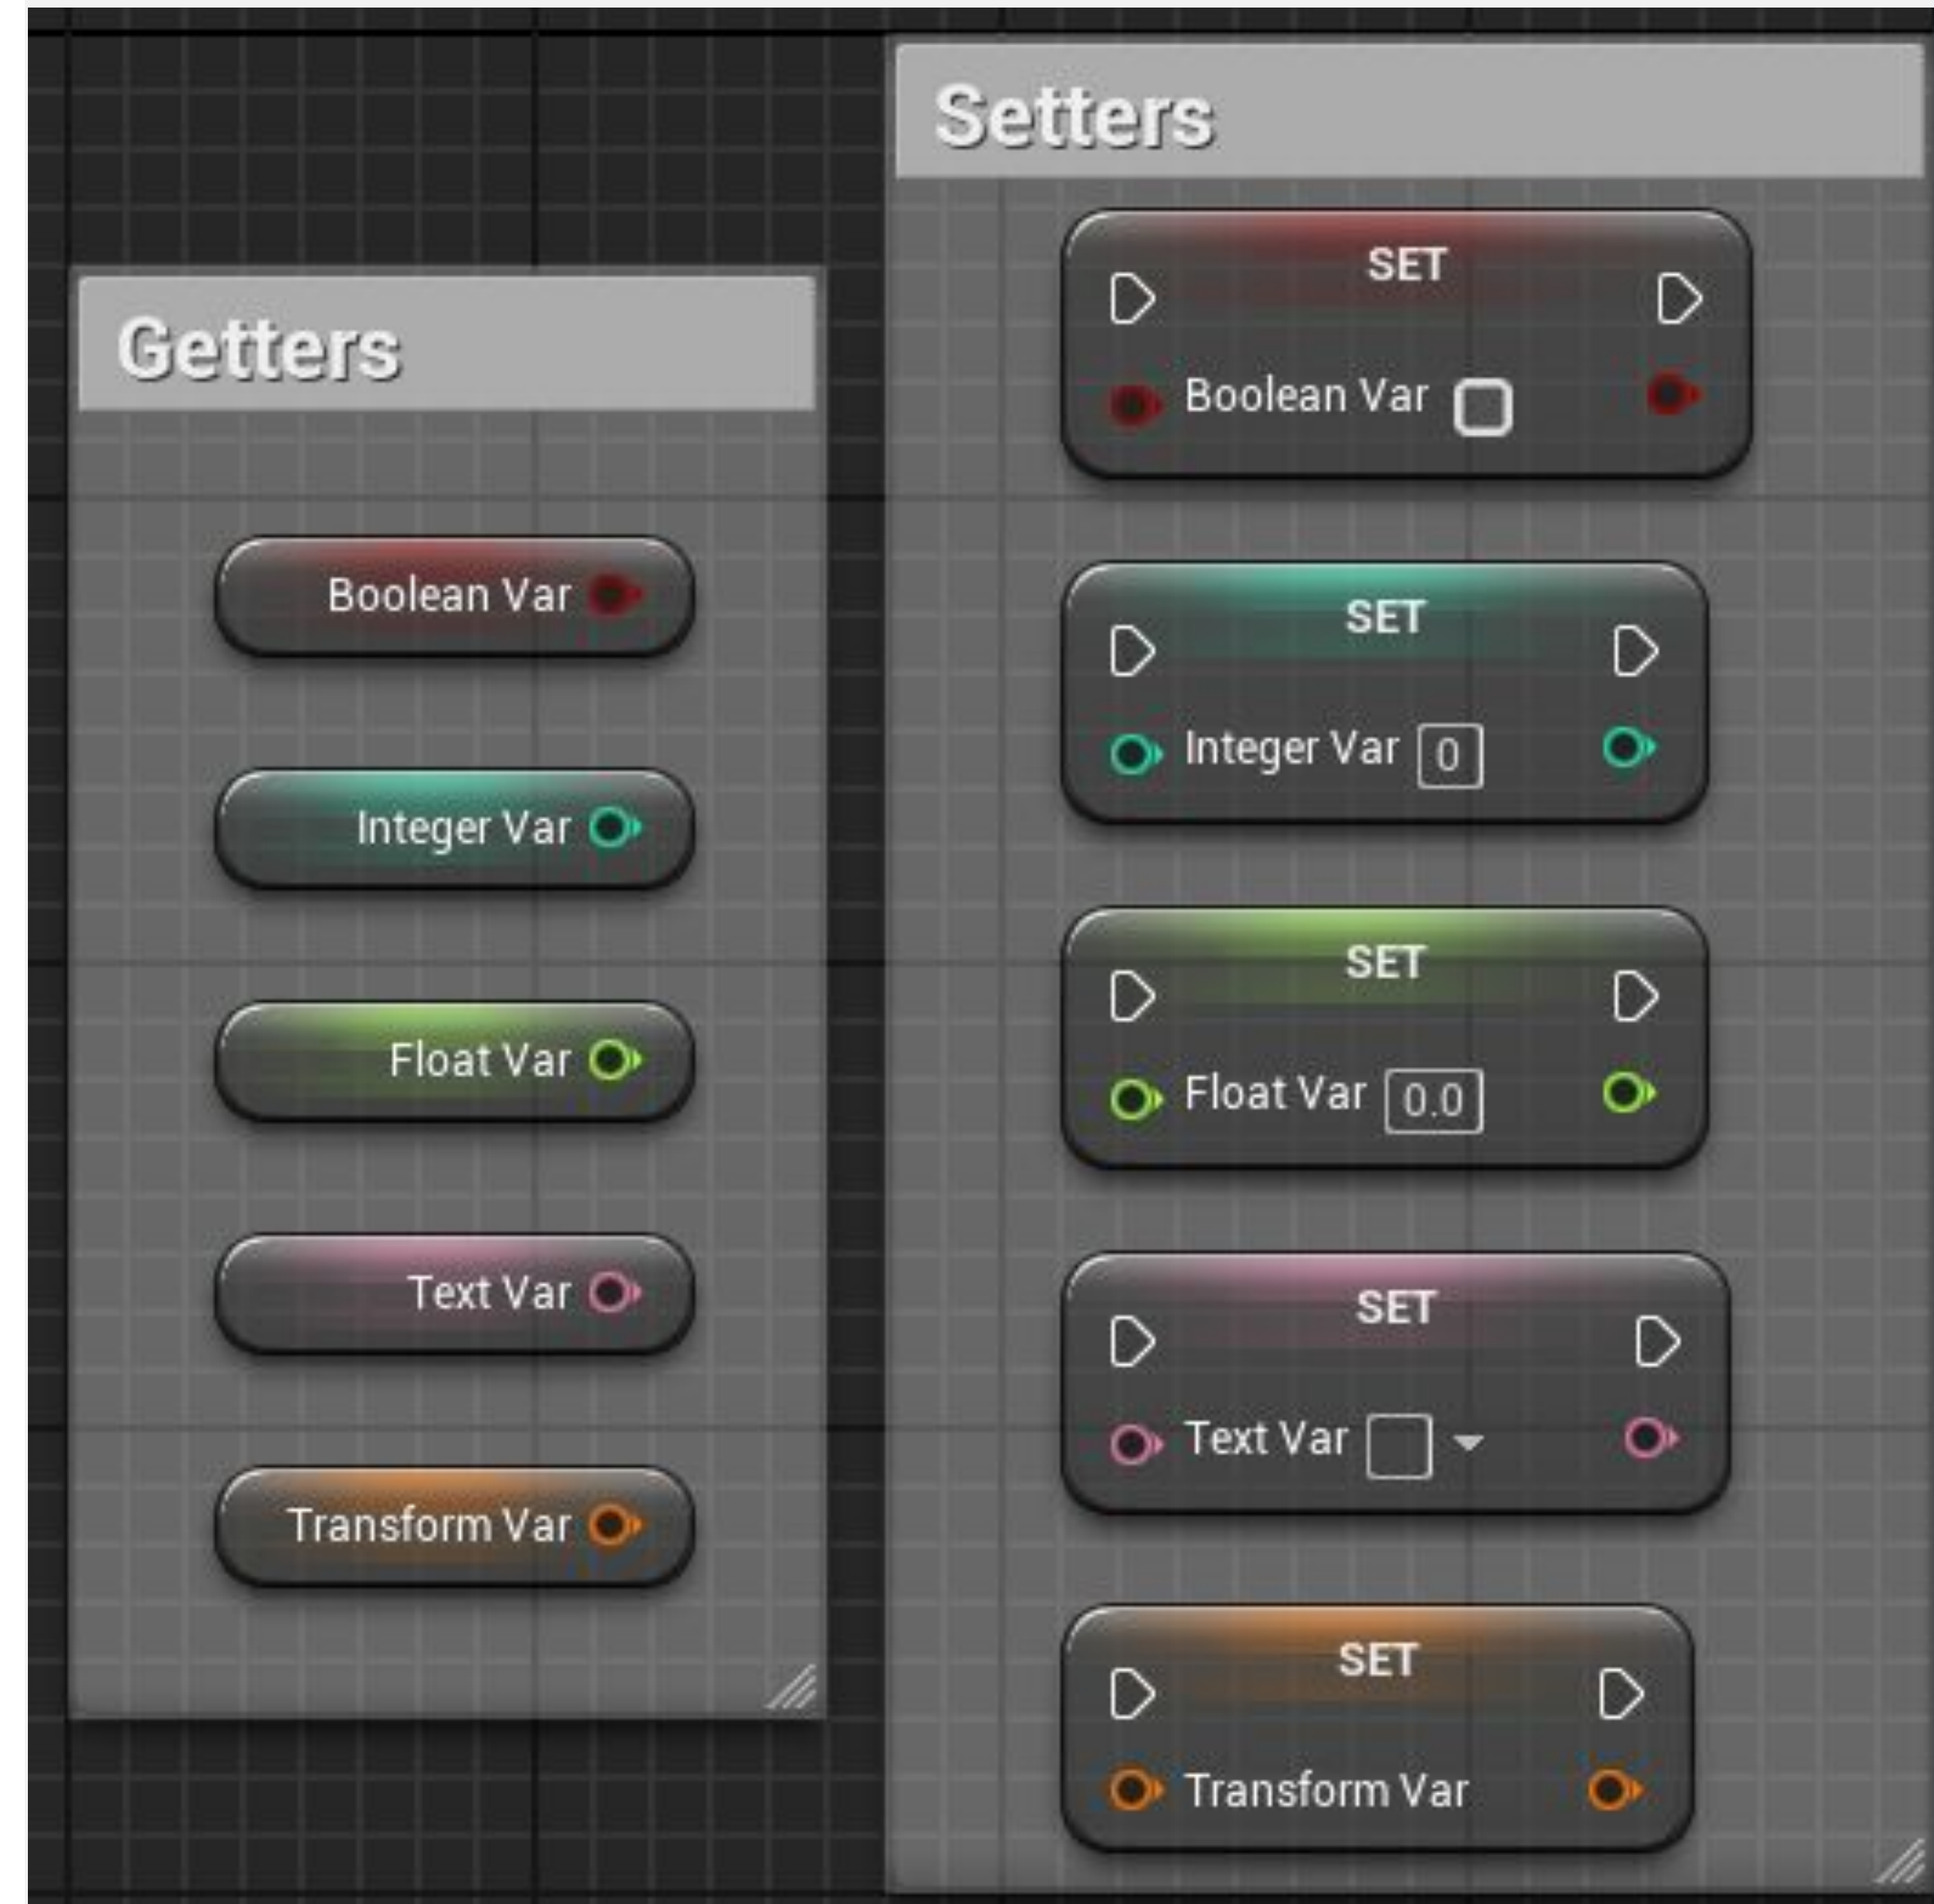 Getters
Boolean Var
Integer Var
Float Var
Text Var
Transform Var
Setters
SET
Boolean Var
SET
Integer Var 0
SET
Float Var 0.0
SET
Text Var
SET
Transform Var